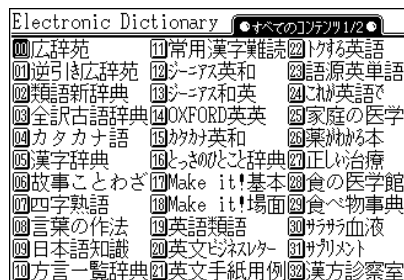 Electronic Dictionary
●すべてのコンテンツ1/2●
00広辞苑
01逆引き広辞苑
02類語新辞典
03全訳古語辞典
04カタカナ語
05漢字辞典
06故事ことわざ
07四字熟語
08言葉の作法
09日本語知識
10方言一覧辞典
11常用漢字難読
12ジーニアス英和
13ジーニアス和英
14OXFORD英英
15カタカナ英和
16とっさのひとこと辞典
17Make it!基本
18Make it!場面
19英語類語
20英文ビジネスレター
21英文手紙用例
22トクする英語
23語源英単語
24これが英語で
25家庭の医学
26薬がわかる本
27正しい治療
28食の医学館
29食べ物事典
30サラサラ血液
31サプリメント
32漢方診察室